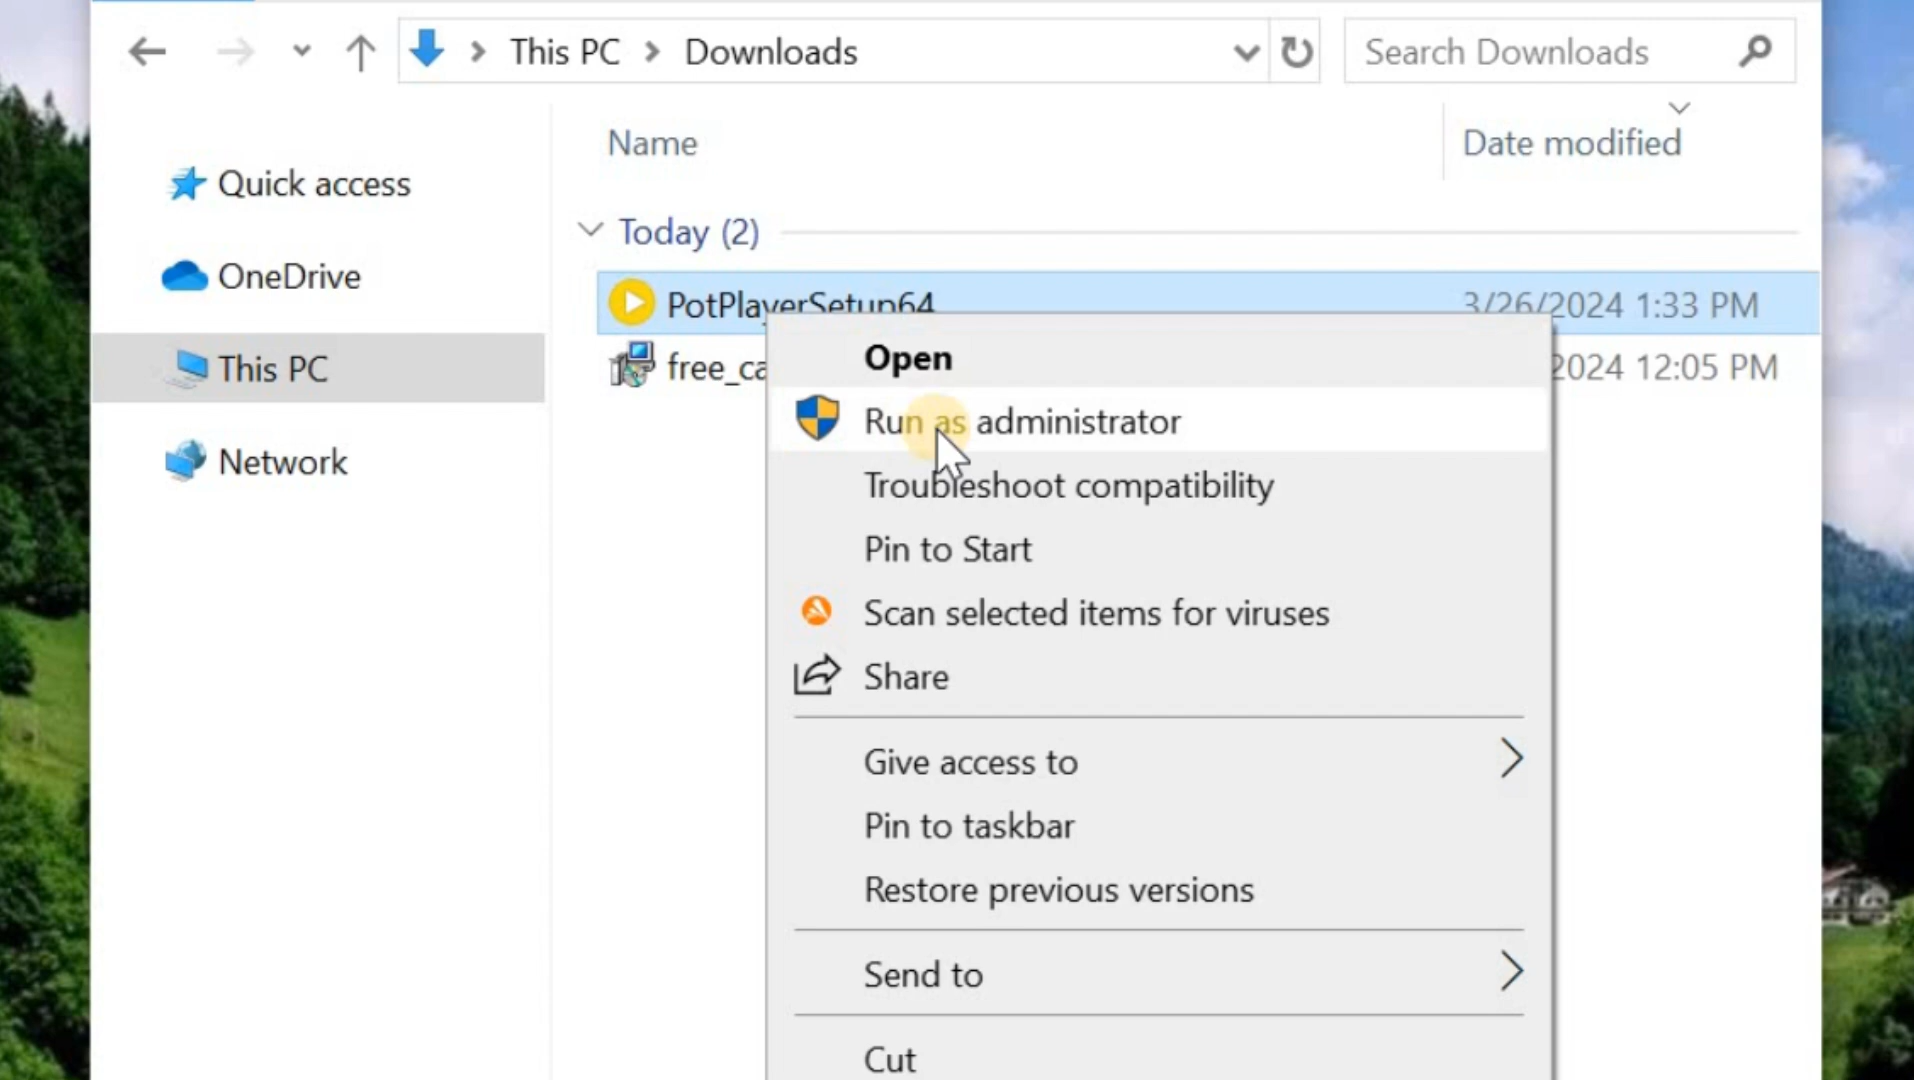 This PC > Downloads
Search Downloads
Name
Date modified
Quick access
OneDrive
This PC
Network
Today (2)
PotPlayerSetup64 3/26/2024 1:33 PM
2024 12:05 PM
Open
Run as administrator
Troubleshoot compatibility
Pin to Start
Scan selected items for viruses
Share
Give access to
Pin to taskbar
Restore previous versions
Send to
Cut